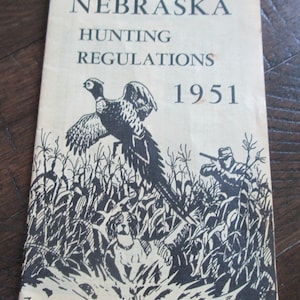 NEBRASKA
HUNTING
REGULATIONS
1951